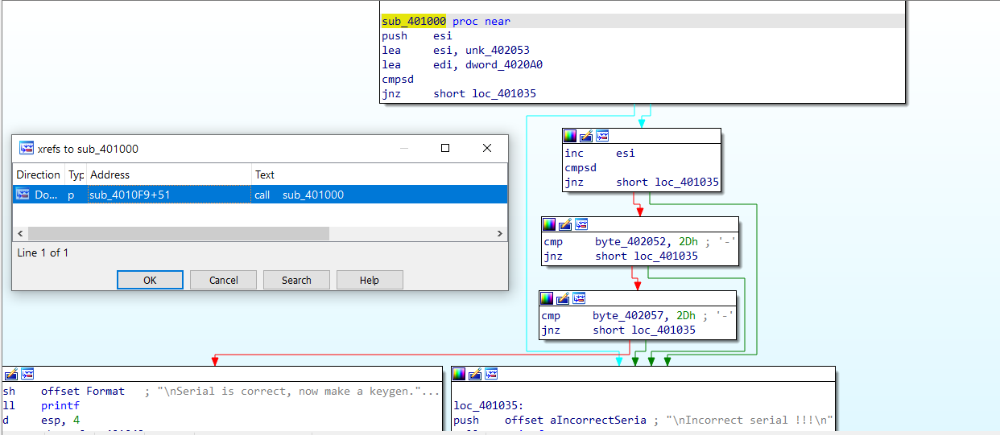 sub_401000 proc near
push    esi
lea     esi, unk_402053
lea     edi, dword_4020A0
cmpsd
jnz     short loc_401035
inc     esi
cmpsd
jnz     short loc_401035
cmp     byte_402052, 2Dh ; '-'
jnz     short loc_401035
cmp     byte_402057, 2Dh ; '-'
jnz     short loc_401035
xrefs to sub_401000
Direction Typ Address Text
Do... p sub_4010F9+51 call    sub_401000
Line 1 of 1
OK Cancel Search Help
sh    offset Format   ; "\nSerial is correct, now make a keygen."...
ll    printf
d     esp, 4
loc_401035:
push    offset aIncorrectSeria ; "\nIncorrect serial !!!\n"